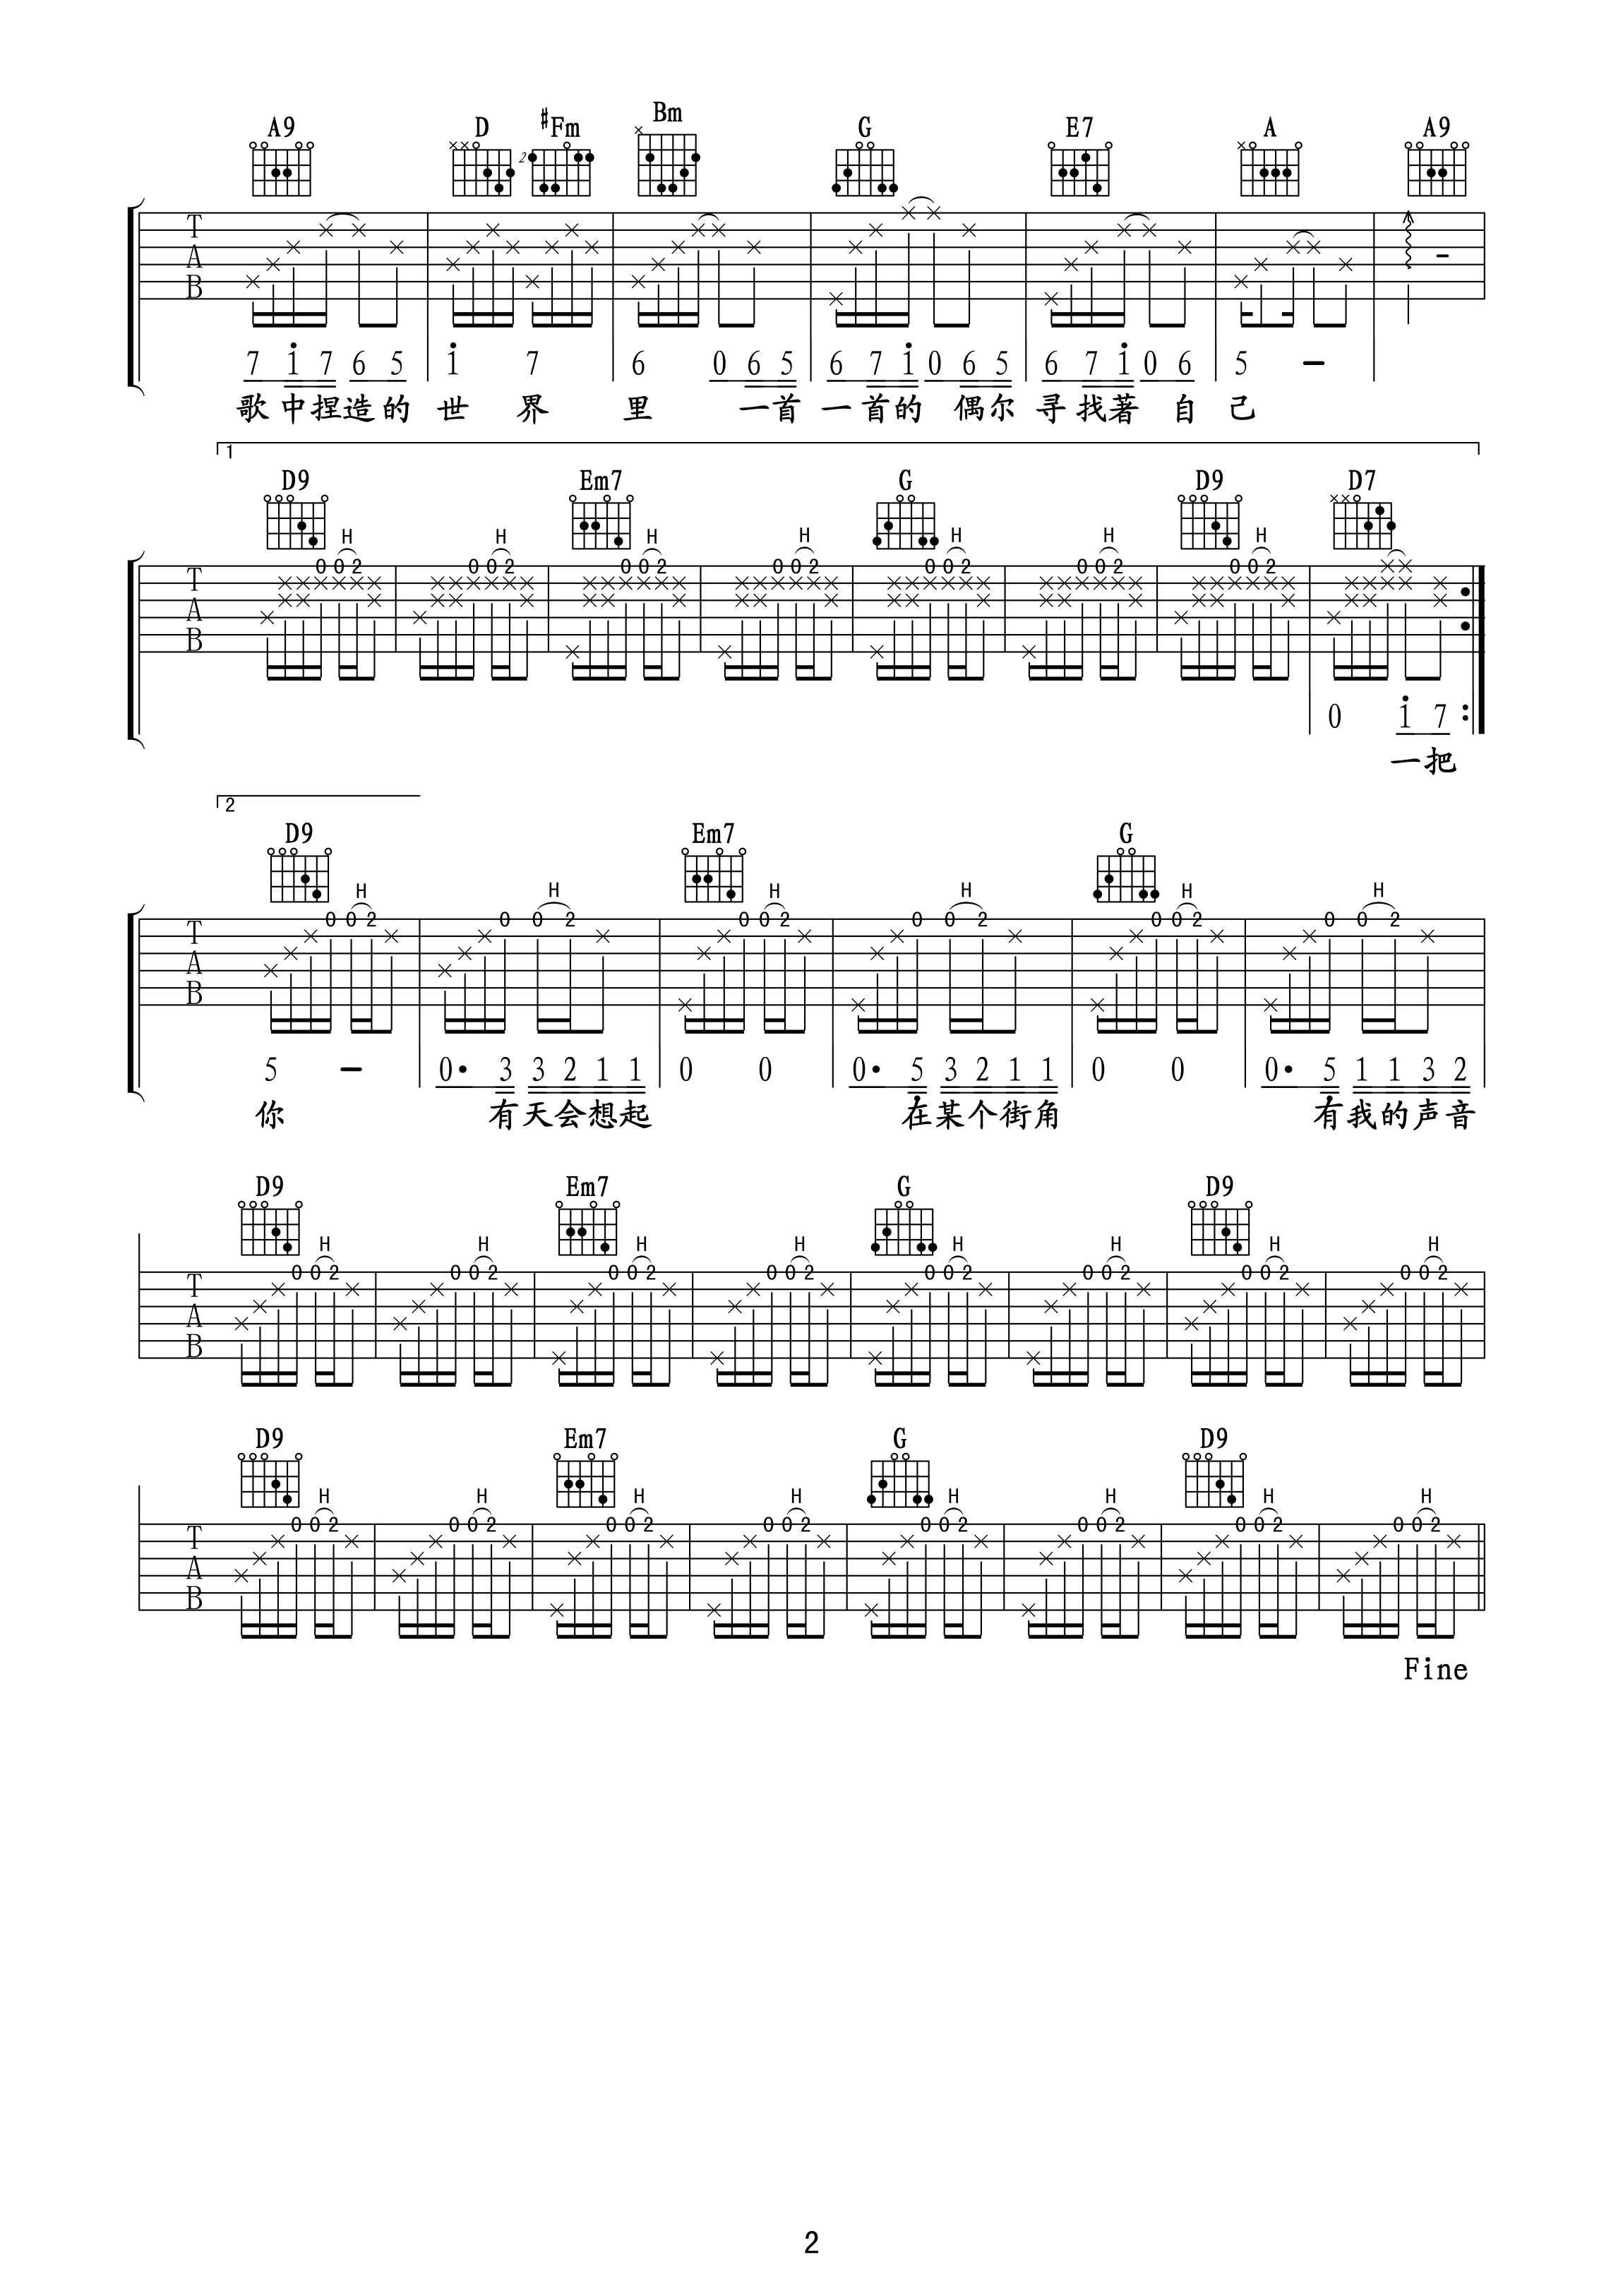 A9 D #Fm Bm G E7 A A9
× × 2 × ×
T
A
B
7 1 7 6 5 1 7 6 0 6 5 6 7 1 0 6 5 6 7 1 0 6 5 -
歌中捏造的 世 界 里 一首 一首的 偶尔 寻找著 自 己
1
D9 Em7 G D9 D7
H H H H H H H
0 0 2 0 0 2 0 0 2 0 0 2 0 0 2 0 0 2 0 0 2
T
A
B
0 1 7 :
一把
2
D9 Em7 G
H H H H H H
0 0 2 0 0 2 0 0 2 0 0 2 0 0 2 0 0 2
T
A
B
5 - 0· 3 3 2 1 1 0 0 0· 5 3 2 1 1 0 0 0· 5 1 1 3 2
你 有天会想起 在某个街角 有我的声音
D9 Em7 G D9
H H H H H H H H
0 0 2 0 0 2 0 0 2 0 0 2 0 0 2 0 0 2 0 0 2 0 0 2
T
A
B
D9 Em7 G D9
H H H H H H H H
0 0 2 0 0 2 0 0 2 0 0 2 0 0 2 0 0 2 0 0 2 0 0 2
T
A
B
Fine
2